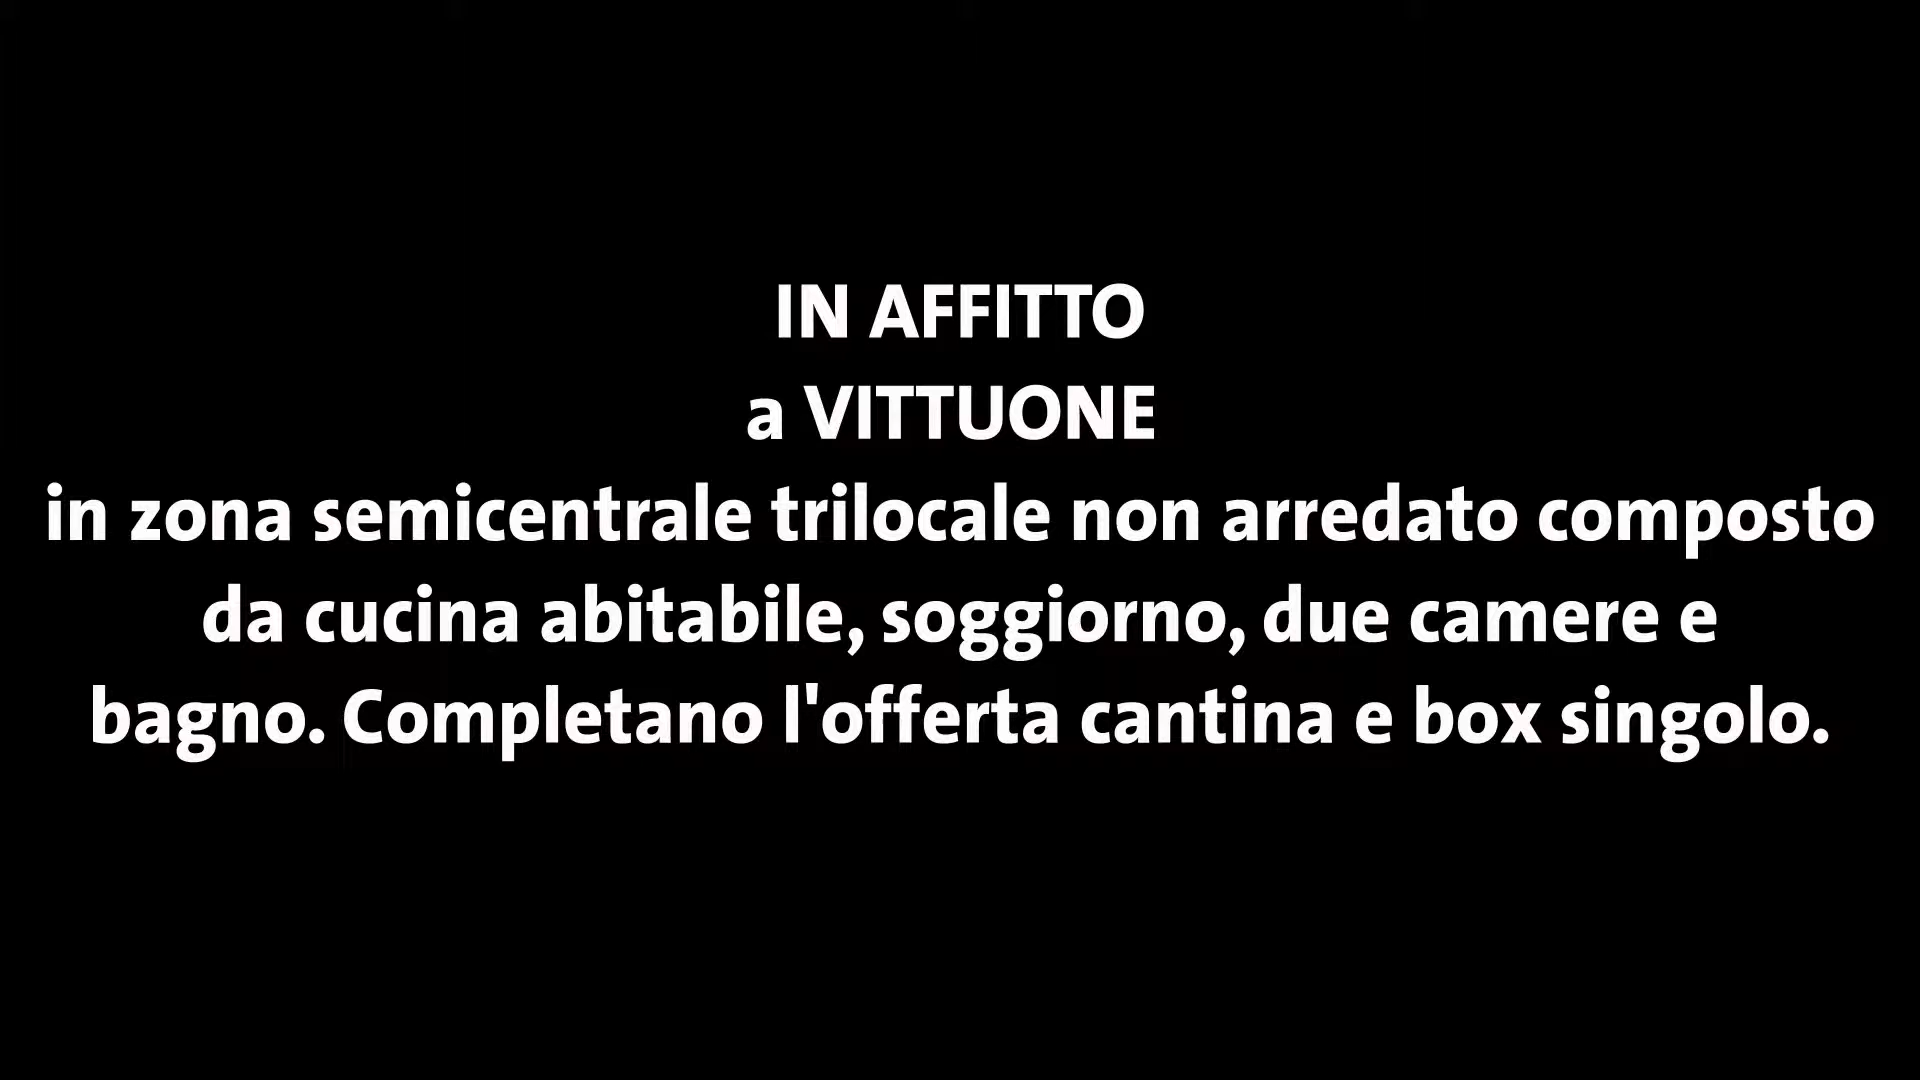 IN AFFITTO
a VITTUONE
in zona semicentrale trilocale non arredato composto
da cucina abitabile, soggiorno, due camere e
bagno. Completano l'offerta cantina e box singolo.